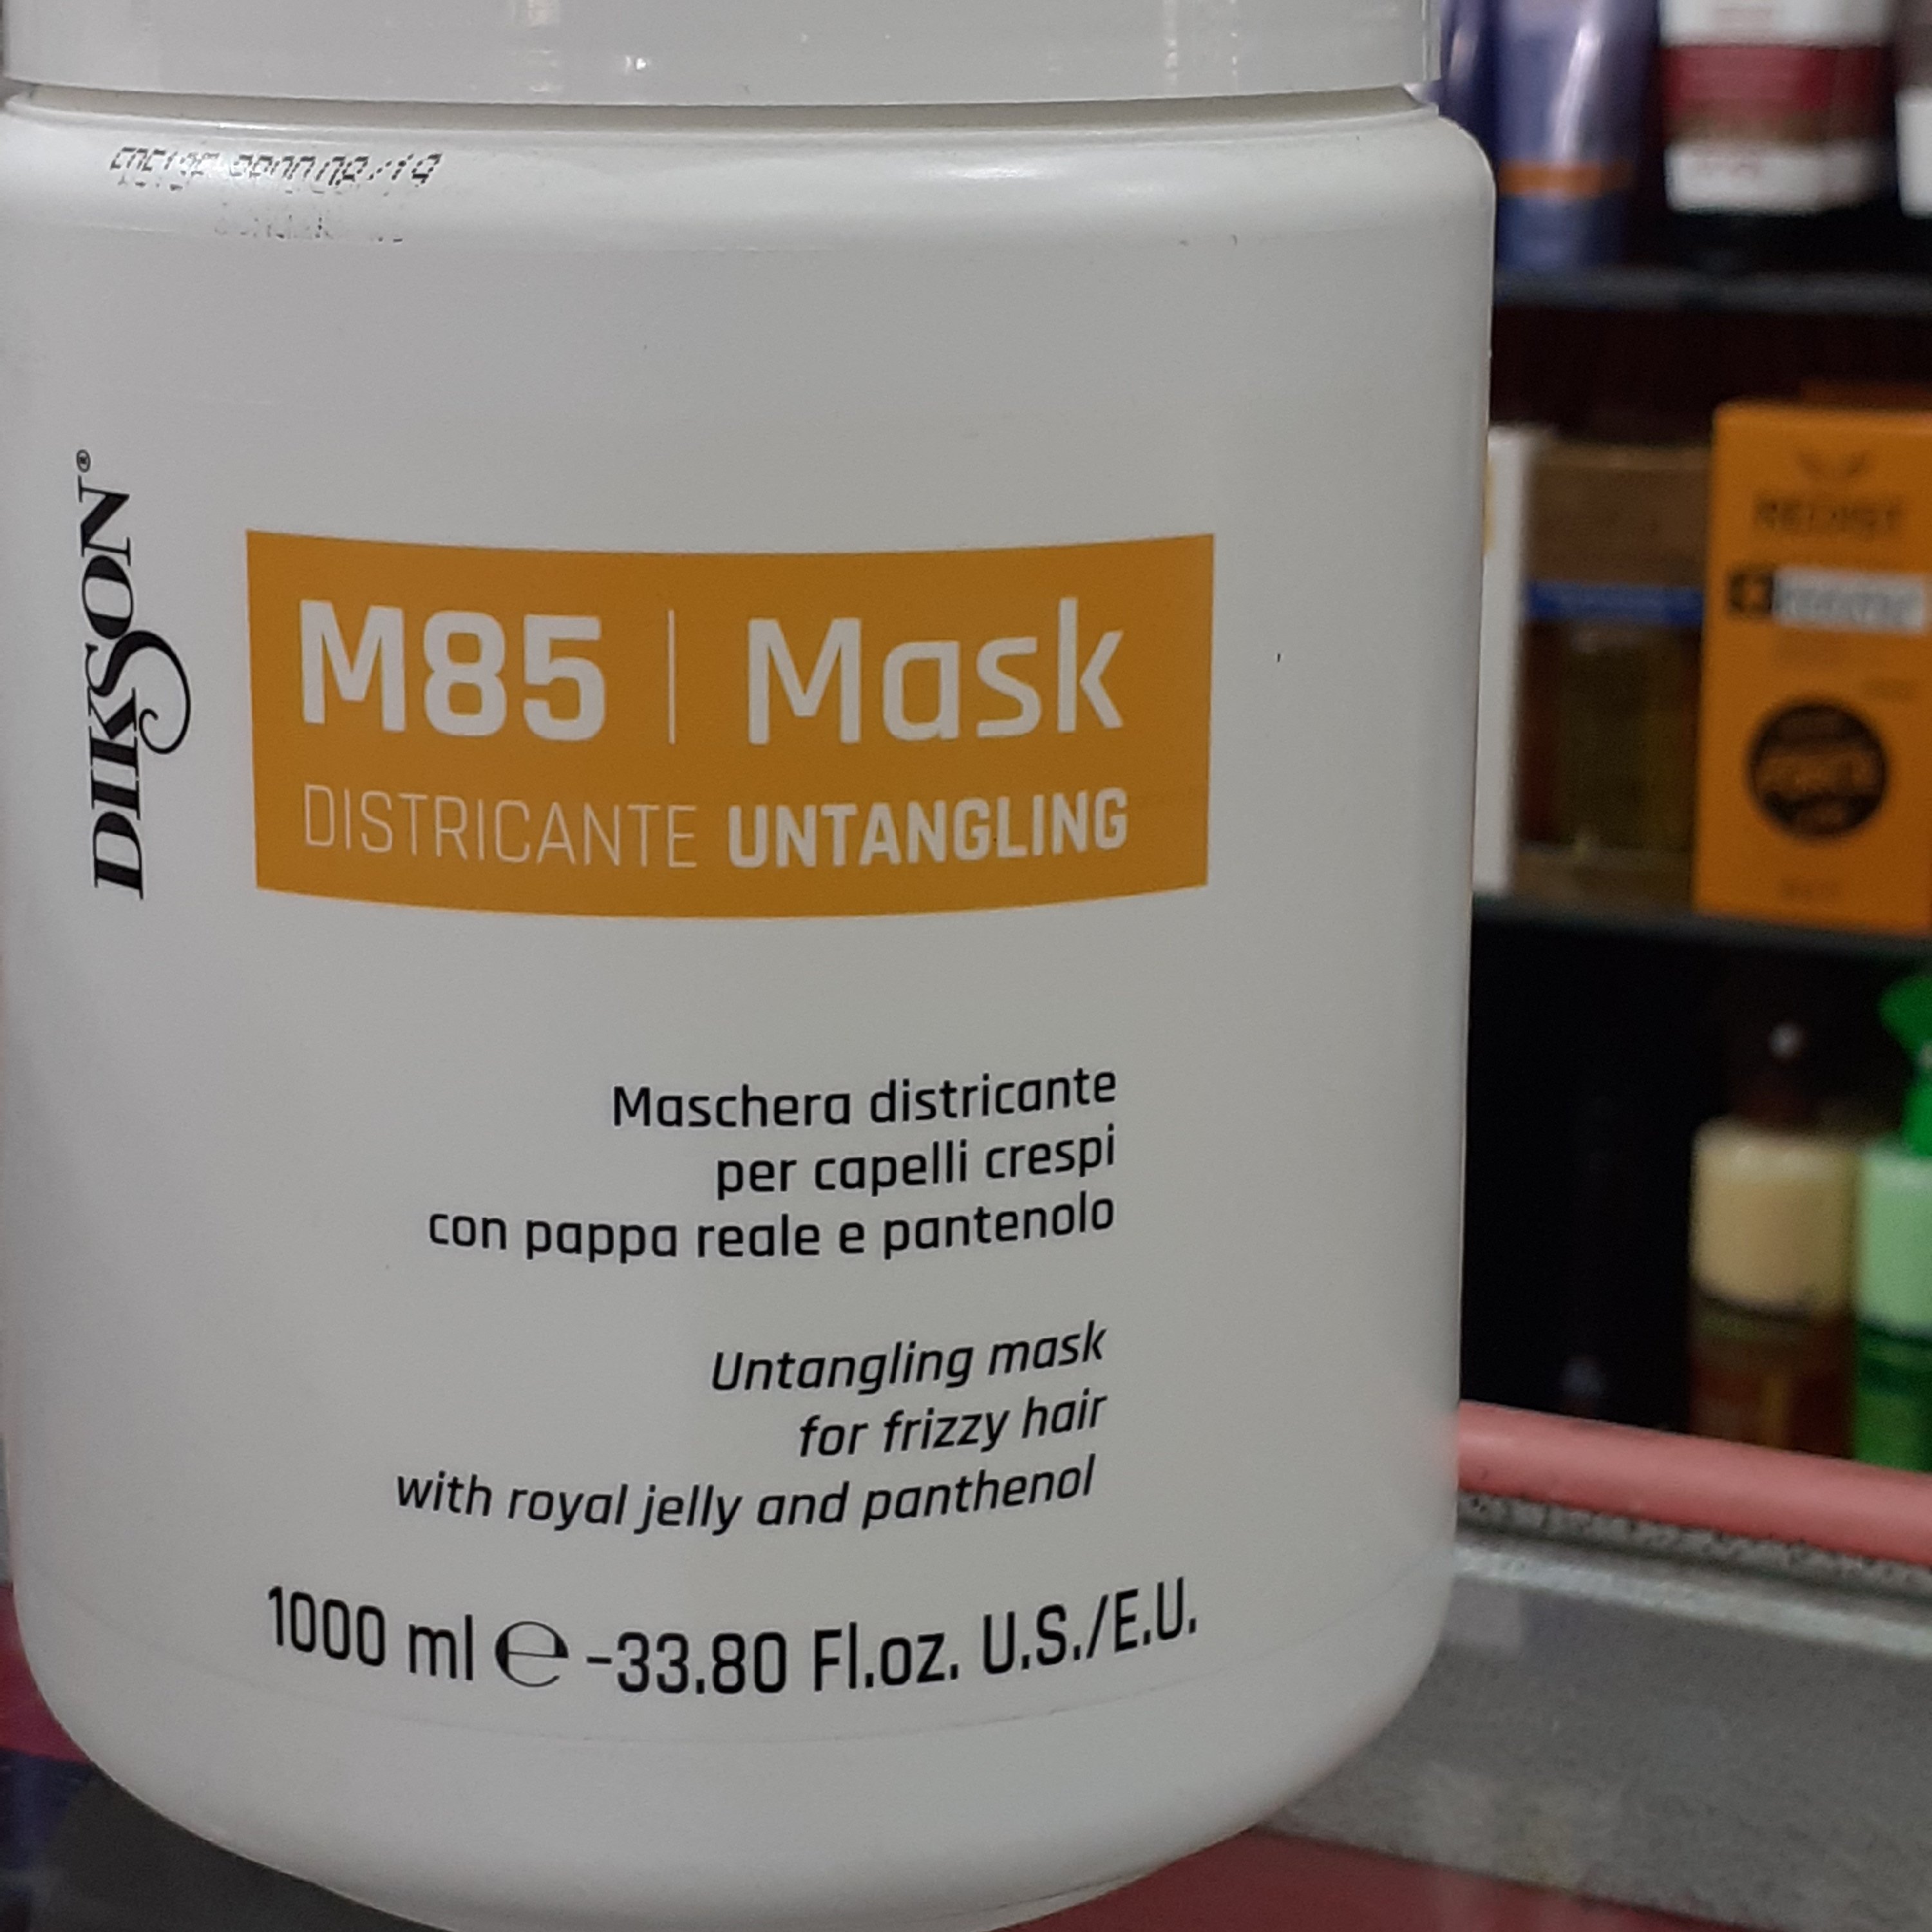 DIKSON®
M85 | Mask
DISTRICANTE UNTANGLING
Maschera districante
per capelli crespi
con pappa reale e pantenolo
Untangling mask
for frizzy hair
with royal jelly and panthenol
1000 ml ℮ -33.80 Fl.oz. U.S./E.U.
REDIST